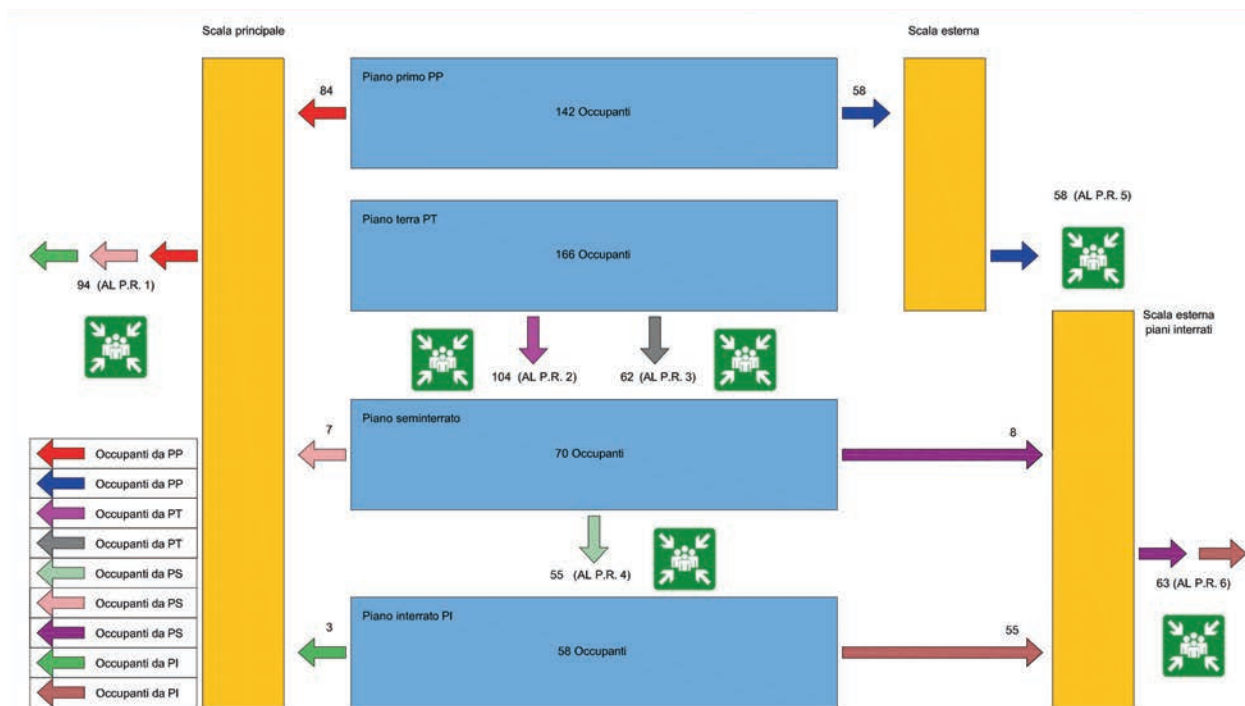 Scala principale
Scala esterna
Piano primo PP
84
58
142 Occupanti
58 (AL P.R. 5)
Piano terra PT
166 Occupanti
94 (AL P.R. 1)
Scala esterna
piani interrati
104 (AL P.R. 2)
62 (AL P.R. 3)
Piano seminterrato
7
8
70 Occupanti
Occupanti da PP
Occupanti da PP
Occupanti da PT
Occupanti da PT
Occupanti da PS
Occupanti da PS
Occupanti da PS
Occupanti da PI
Occupanti da PI
55 (AL P.R. 4)
63 (AL P.R. 6)
Piano interrato PI
3
55
58 Occupanti